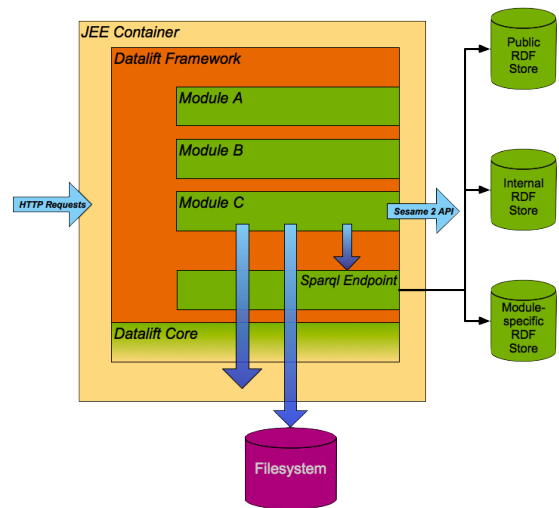 JEE Container
Datalift Framework
Module A
Module B
Module C
HTTP Requests
Sesame 2 API
Sparql Endpoint
Datalift Core
Filesystem
Public
RDF
Store
Internal
RDF
Store
Module-
specific
RDF
Store